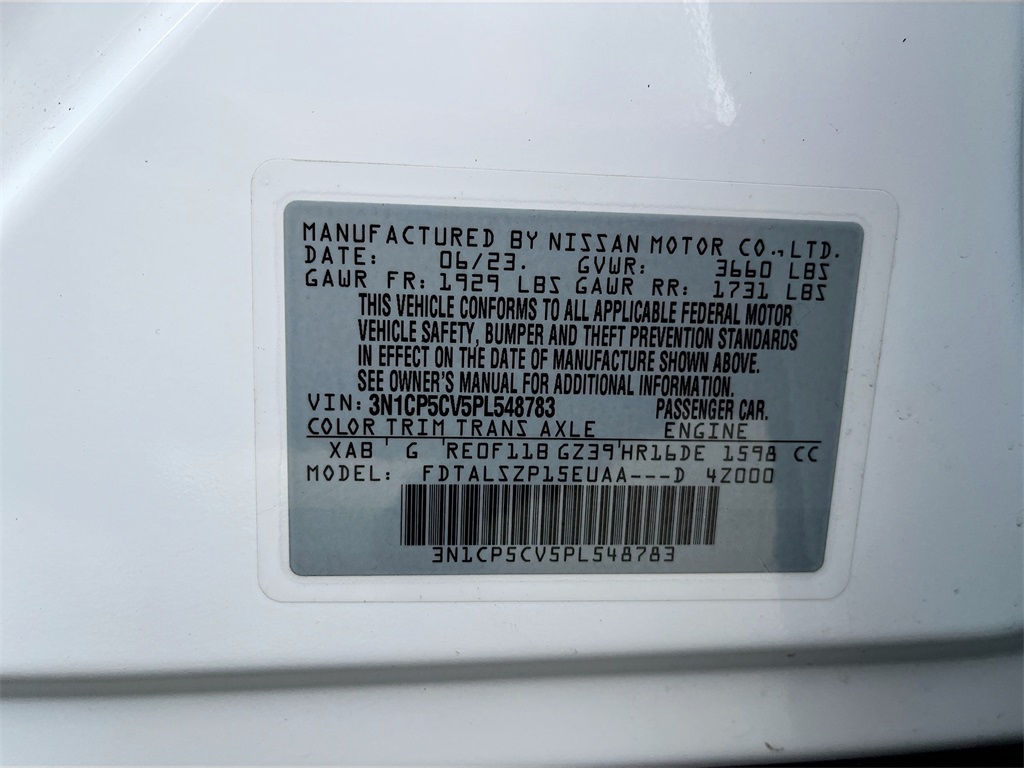 MANUFACTURED BY NISSAN MOTOR CO.,LTD.
DATE: 06/23. GVWR: 3660 LBS
GAWR FR: 1929 LBS GAWR RR: 1731 LBS
THIS VEHICLE CONFORMS TO ALL APPLICABLE FEDERAL MOTOR
VEHICLE SAFETY, BUMPER AND THEFT PREVENTION STANDARDS
IN EFFECT ON THE DATE OF MANUFACTURE SHOWN ABOVE.
SEE OWNER'S MANUAL FOR ADDITIONAL INFORMATION.
VIN: 3N1CP5CV5PL548783 PASSENGER CAR.
COLOR TRIM TRANS AXLE ENGINE
XAB ' G 'RE0F11B GZ39'HR16DE 1598 CC
MODEL: FDTALSZP15EUAA---D 4Z000
3N1CP5CV5PL548783